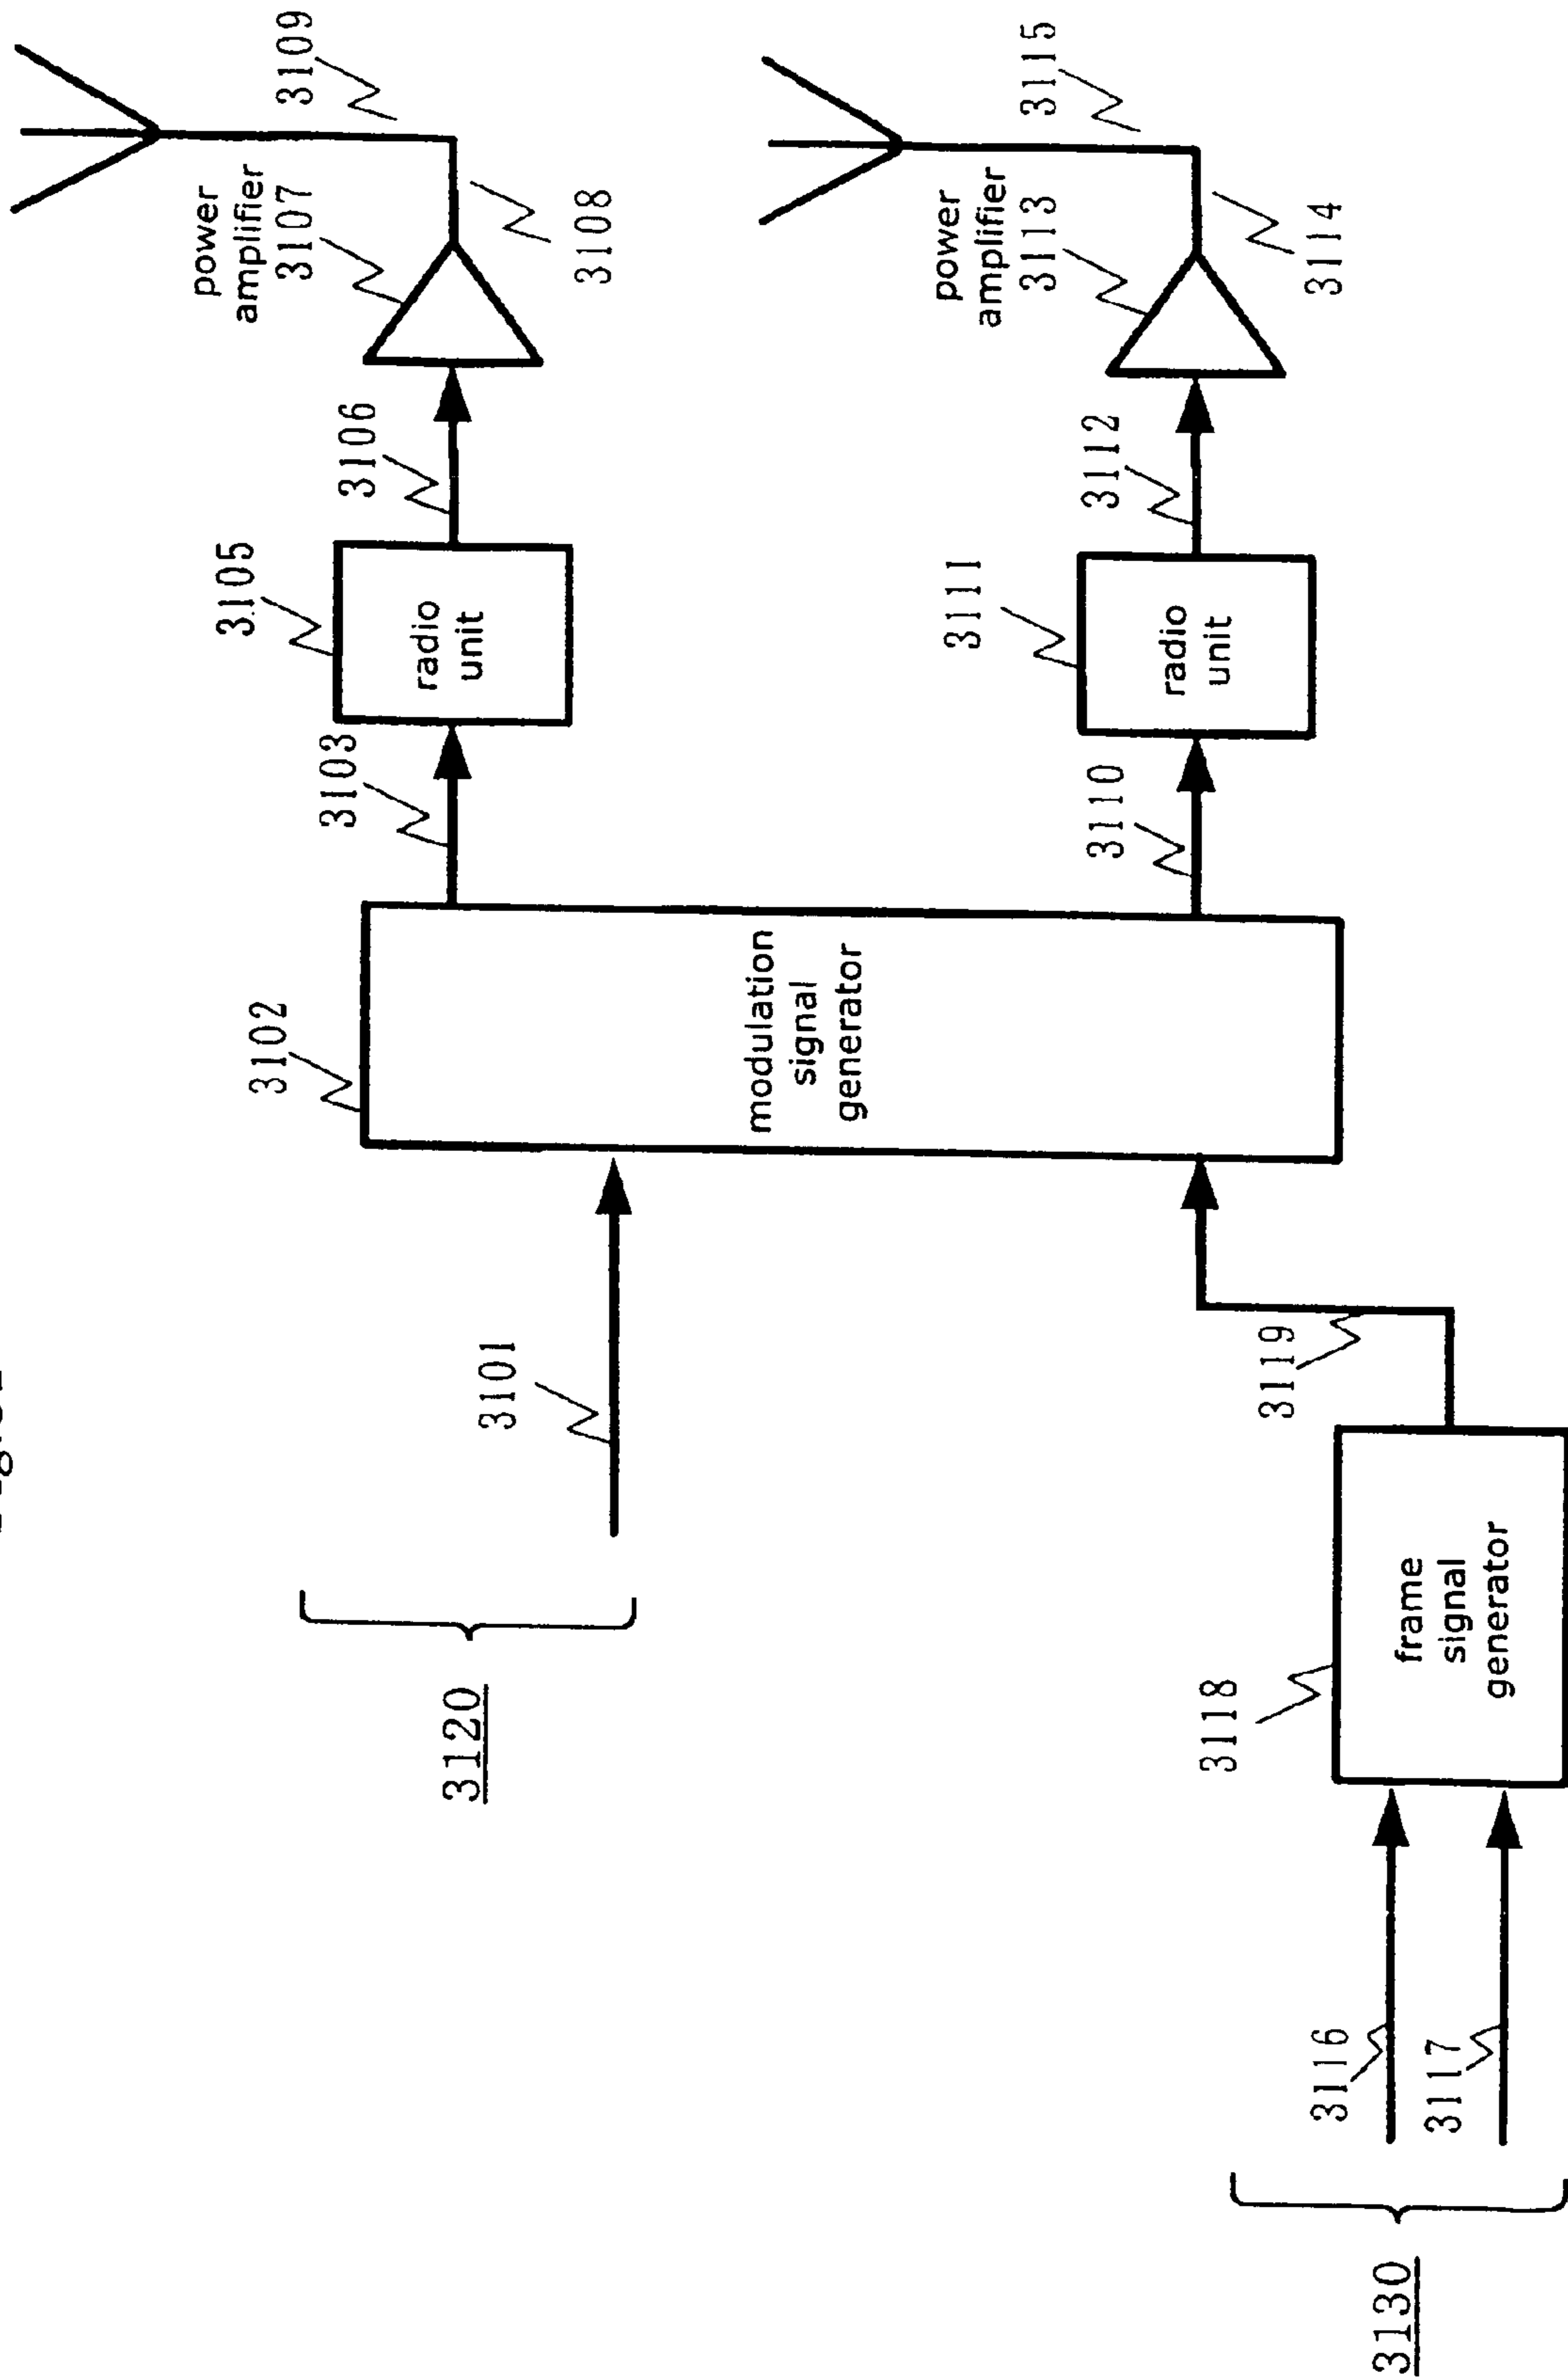 3120
3101
3102
modulation
signal
generator
3103
3105
radio
unit
3106
power
amplifier
3107
3108
3109
3110
3111
radio
unit
3112
power
amplifier
3113
3114
3115
3130
3116
3117
3118
frame
signal
generator
3119